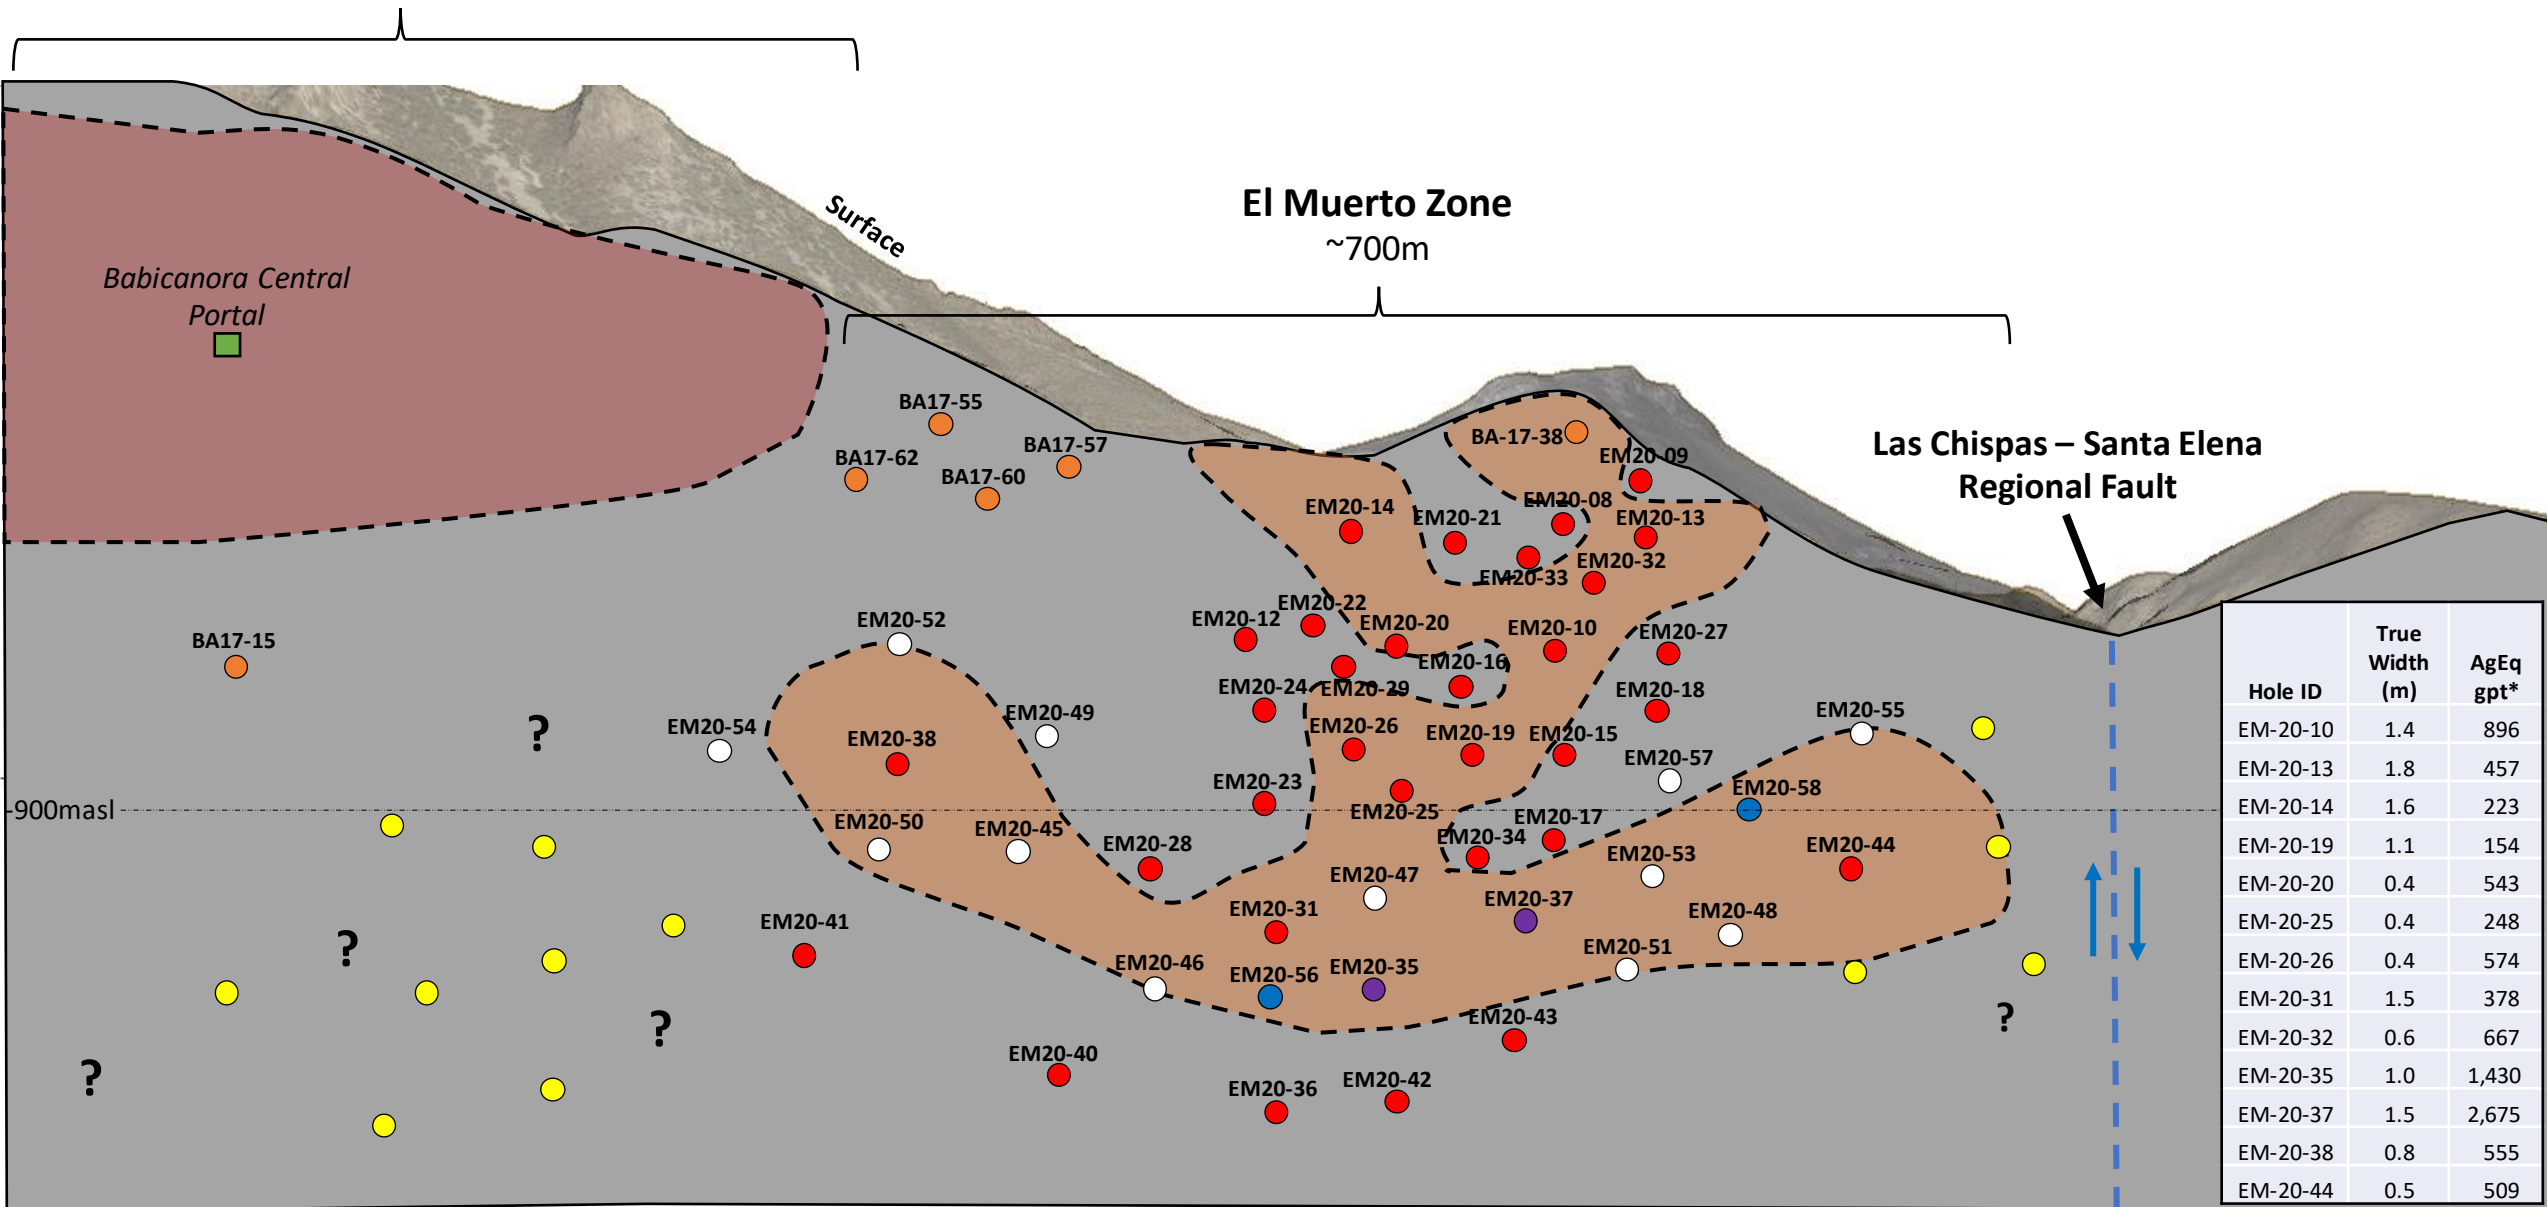 Surface
El Muerto Zone
~700m
Babicanora Central
Portal
BA17-55
BA17-57
BA17-62
BA17-60
BA-17-38
EM20-09
Las Chispas – Santa Elena
Regional Fault
EM20-14
EM20-21
EM20-08
EM20-13
EM20-33
EM20-32
EM20-12
EM20-22
EM20-20
EM20-10
EM20-27
BA17-15
EM20-52
EM20-16
EM20-24
EM20-29
EM20-18
?
EM20-54
EM20-38
EM20-49
EM20-26
EM20-19
EM20-15
EM20-57
EM20-55
EM20-23
EM20-25
EM20-58
900masl
EM20-50
EM20-45
EM20-28
EM20-34
EM20-17
EM20-53
EM20-44
EM20-47
EM20-37
EM20-48
?
EM20-41
EM20-31
EM20-46
EM20-56
EM20-35
EM20-51
?
EM20-43
?
?
EM20-40
EM20-36
EM20-42
Hole ID True Width (m) AgEq gpt*
EM-20-10 1.4 896
EM-20-13 1.8 457
EM-20-14 1.6 223
EM-20-19 1.1 154
EM-20-20 0.4 543
EM-20-25 0.4 248
EM-20-26 0.4 574
EM-20-31 1.5 378
EM-20-32 0.6 667
EM-20-35 1.0 1,430
EM-20-37 1.5 2,675
EM-20-38 0.8 555
EM-20-44 0.5 509